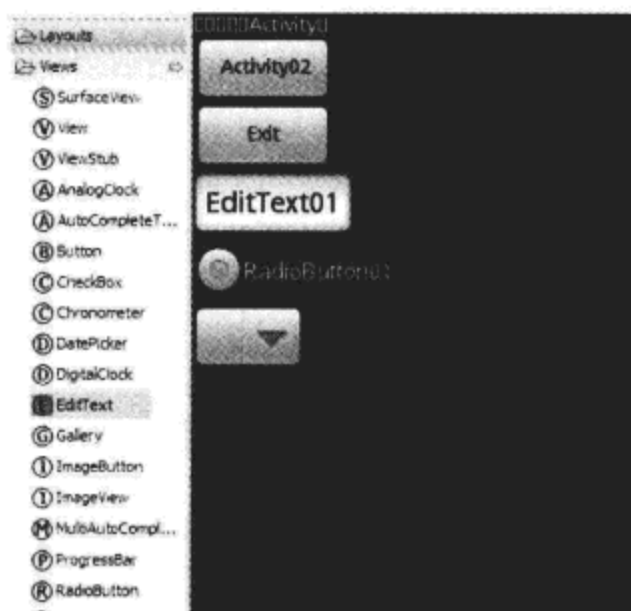 Layouts
Views
SurfaceView
View
ViewStub
AnalogClock
AutoCompleteT...
Button
CheckBox
Chronometer
DatePicker
DigitalClock
EditText
Gallery
ImageButton
ImageView
MultiAutoCompl...
ProgressBar
RadioButton
Activity
Activity02
Exit
EditText01
RadioButton01